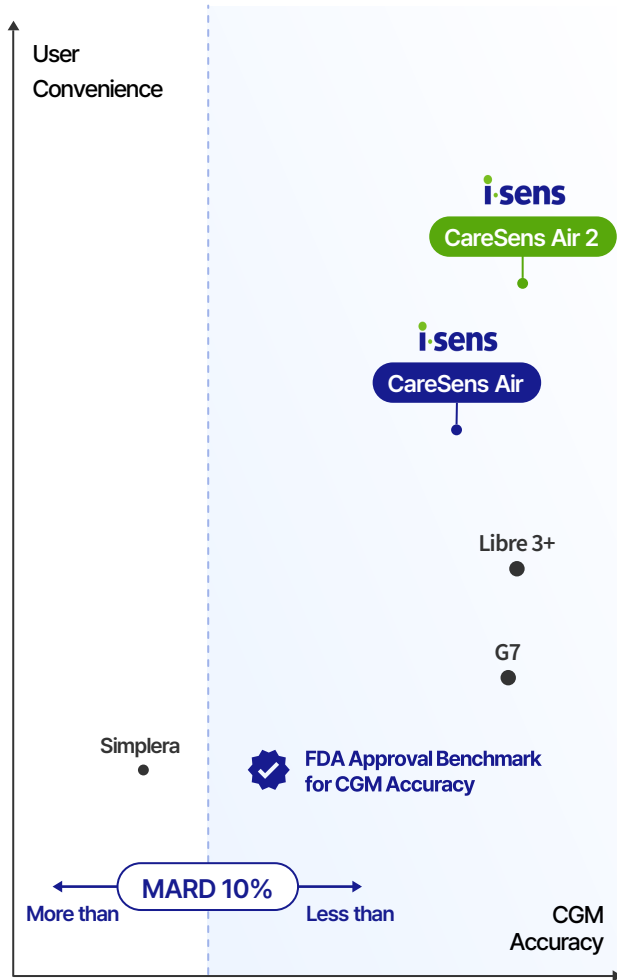 User
Convenience
i·sens
CareSens Air 2
i·sens
CareSens Air
Libre 3+
G7
Simplera
FDA Approval Benchmark
for CGM Accuracy
MARD 10%
More than
Less than
CGM
Accuracy